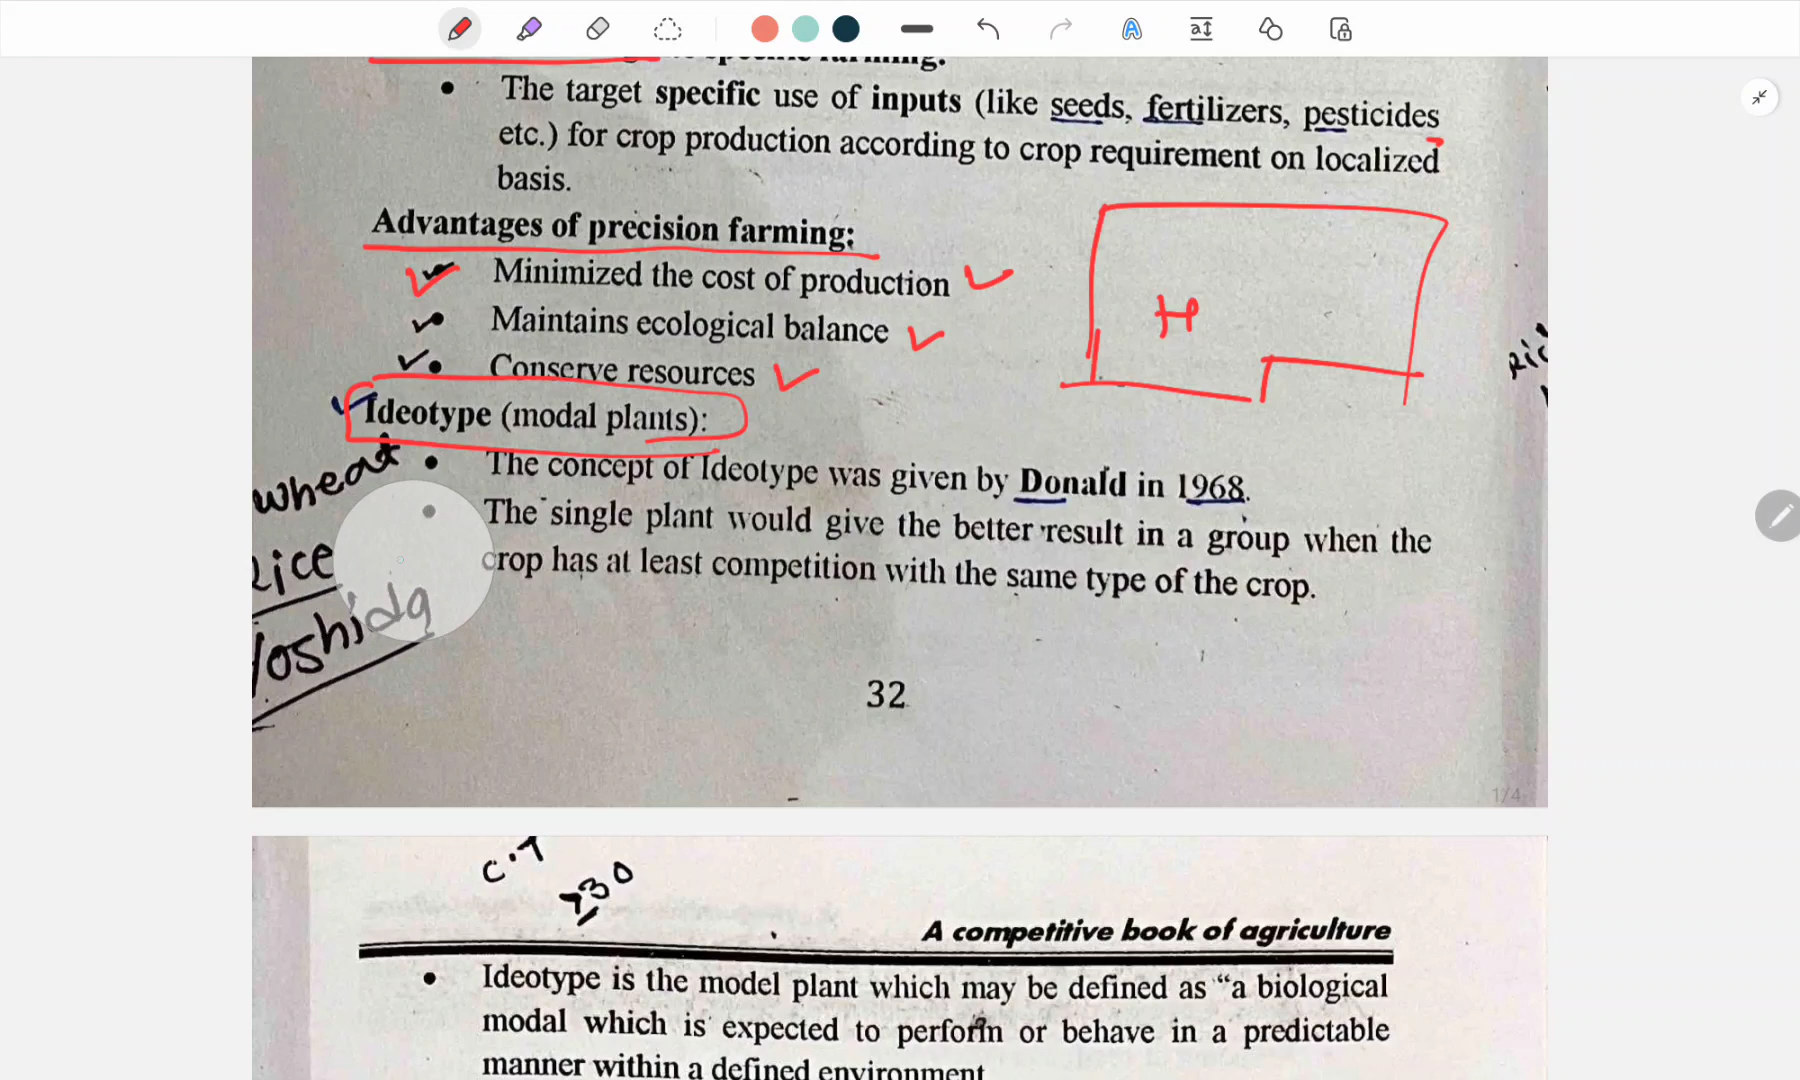 The target specific use of inputs (like seeds, fertilizers, pesticides
etc.) for crop production according to crop requirement on localized
basis.
Advantages of precision farming:
Minimized the cost of production
Maintains ecological balance
Conserve resources
Ideotype (modal plants):
wheat
The concept of Ideotype was given by Donald in 1968.
The single plant would give the better result in a group when the
crop has at least competition with the same type of the crop.
Rice
Yoshida
32
1/4
C.T
730
A competitive book of agriculture
Ideotype is the model plant which may be defined as “a biological
modal which is expected to perform or behave in a predictable
manner within a defined environment